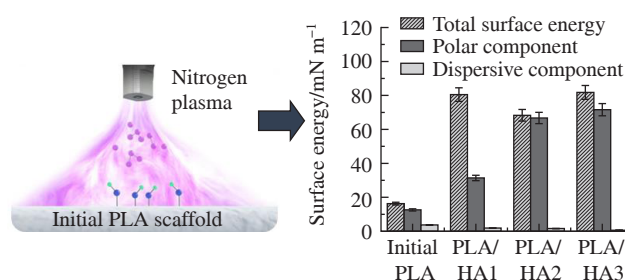 Nitrogen
plasma
Initial PLA scaffold
Surface energy/mN m⁻¹
Total surface energy
Polar component
Dispersive component
120
100
80
60
40
20
0
Initial PLA/ PLA/ PLA/
PLA HA1 HA2 HA3